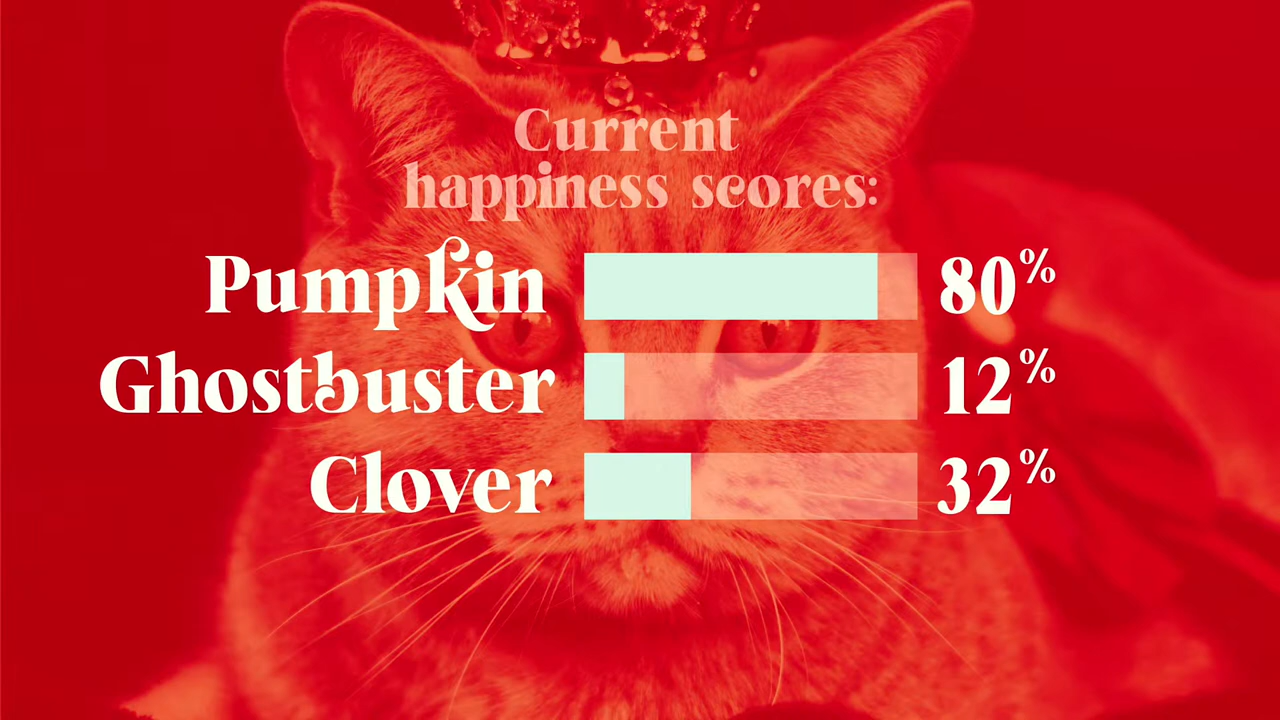 Current
happiness scores:
Pumpkin 80%
Ghostbuster 12%
Clover 32%